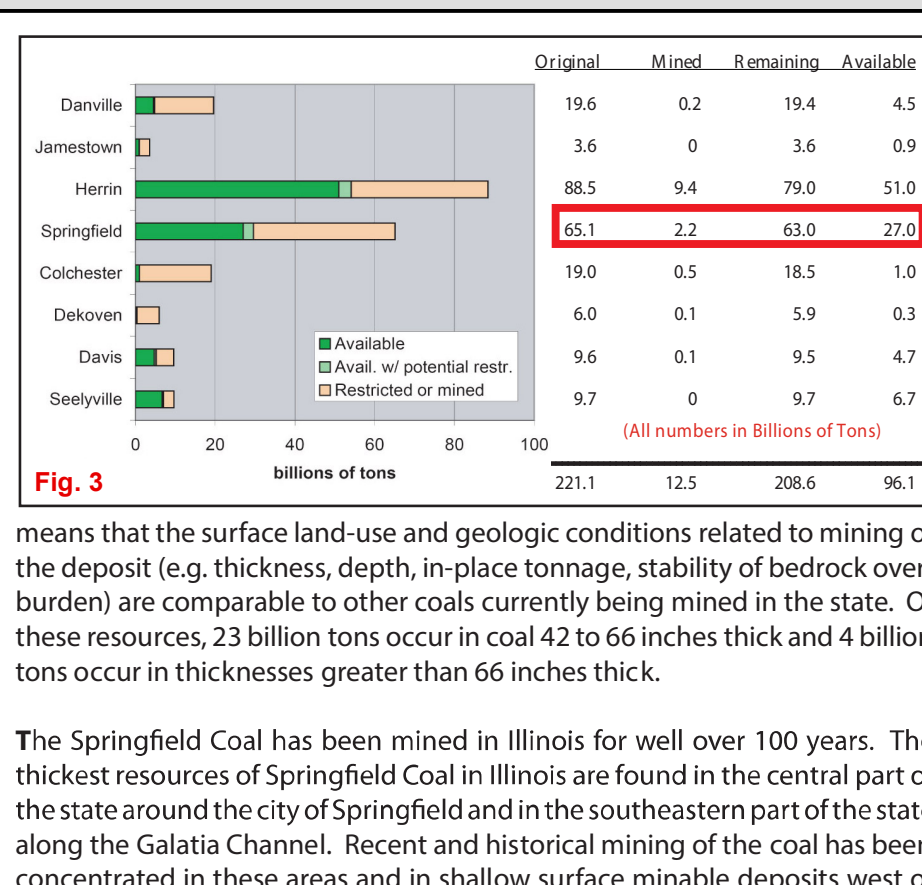 Original Mined Remaining Available
Danville 19.6 0.2 19.4 4.5
Jamestown 3.6 0 3.6 0.9
Herrin 88.5 9.4 79.0 51.0
Springfield 65.1 2.2 63.0 27.0
Colchester 19.0 0.5 18.5 1.0
Dekoven 6.0 0.1 5.9 0.3
Available
Avail. w/ potential restr.
Restricted or mined
Davis 9.6 0.1 9.5 4.7
Seelyville 9.7 0 9.7 6.7
(All numbers in Billions of Tons)
0 20 40 60 80 100
billions of tons
Fig. 3
221.1 12.5 208.6 96.1
means that the surface land-use and geologic conditions related to mining o
the deposit (e.g. thickness, depth, in-place tonnage, stability of bedrock over
burden) are comparable to other coals currently being mined in the state. O
these resources, 23 billion tons occur in coal 42 to 66 inches thick and 4 billion
tons occur in thicknesses greater than 66 inches thick.
The Springfield Coal has been mined in Illinois for well over 100 years. The
thickest resources of Springfield Coal in Illinois are found in the central part o
the state around the city of Springfield and in the southeastern part of the state
along the Galatia Channel. Recent and historical mining of the coal has been
concentrated in these areas and in shallow surface minable deposits west o